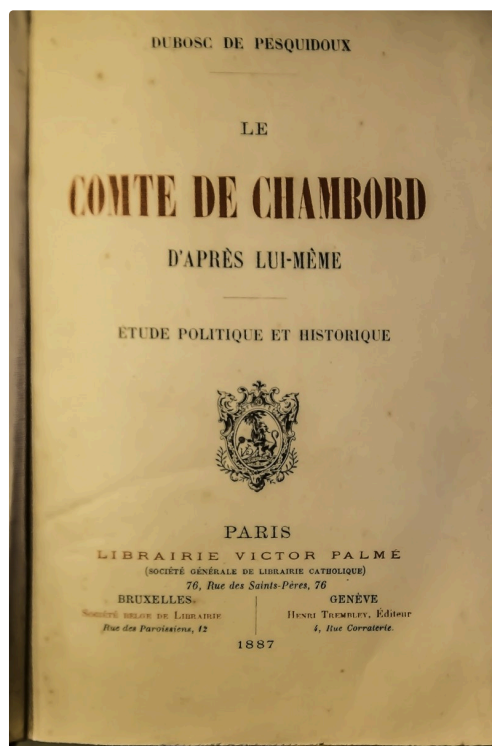 DUBOSC DE PESQUIDOUX
LE
COMTE DE CHAMBORD
D'APRÈS LUI-MÊME
ETUDE POLITIQUE ET HISTORIQUE
PARIS
LIBRAIRIE VICTOR PALMÉ
(SOCIÉTÉ GÉNÉRALE DE LIBRAIRIE CATHOLIQUE)
76, Rue des Saints-Pères, 76
BRUXELLES
SOCIÉTÉ BELGE DE LIBRAIRIE
Rue des Paroissiens, 12
GENÈVE
HENRI TREMBLEY, Éditeur
4, Rue Corraterie.
1887